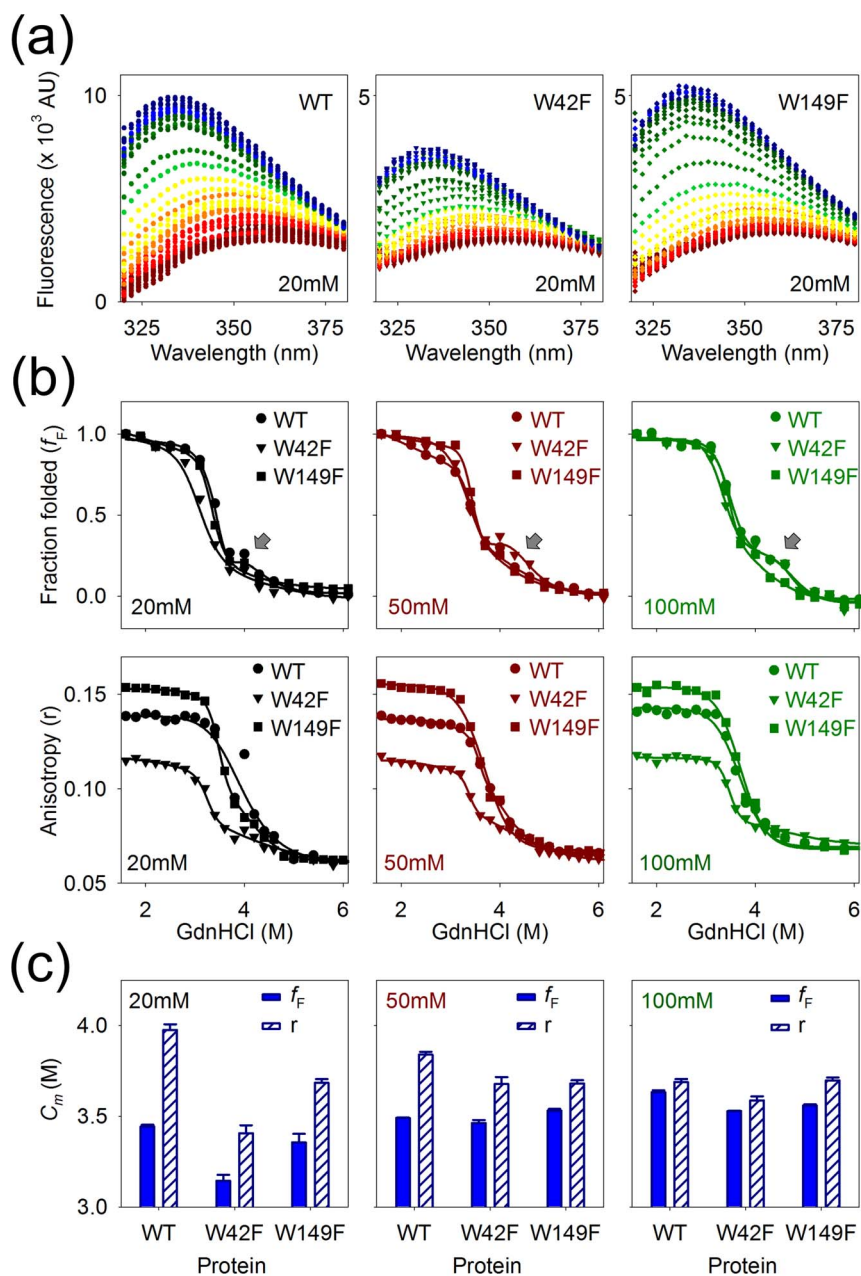 (a)
Fluorescence (x 10³ AU)
10
0
WT
20mM
325 350 375
Wavelength (nm)
5
W42F
20mM
325 350 375
Wavelength (nm)
5
W149F
20mM
325 350 375
Wavelength (nm)
(b)
Fraction folded (fF)
1.0
0.5
0.0
WT
W42F
W149F
20mM
WT
W42F
W149F
50mM
WT
W42F
W149F
100mM
Anisotropy (r)
0.15
0.10
0.05
WT
W42F
W149F
20mM
2 4 6
GdnHCl (M)
WT
W42F
W149F
50mM
2 4 6
GdnHCl (M)
WT
W42F
W149F
100mM
2 4 6
GdnHCl (M)
(c)
Cm (M)
4.0
3.5
3.0
20mM
fF
r
WT W42F W149F
Protein
50mM
fF
r
WT W42F W149F
Protein
100mM
fF
r
WT W42F W149F
Protein